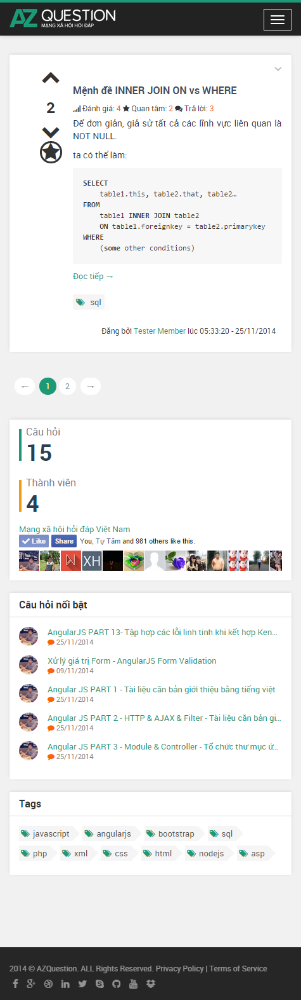 AZ QUESTION
MẠNG XÃ HỘI HỎI ĐÁP
2
Mệnh đề INNER JOIN ON vs WHERE
Đánh giá: 4 Quan tâm: 2 Trả lời: 3
Để đơn giản, giả sử tất cả các lĩnh vực liên quan là
NOT NULL.
ta có thể làm:
SELECT
table1.this, table2.that, table2…
FROM
table1 INNER JOIN table2
ON table1.foreignkey = table2.primarykey
WHERE
(some other conditions)
Đọc tiếp →
sql
Đăng bởi Tester Member lúc 05:33:20 - 25/11/2014
← 1 2 →
Câu hỏi
15
Thành viên
4
Mạng xã hội hỏi đáp Việt Nam
Like Share You, Tự Tâm and 981 others like this.
XH
Câu hỏi nổi bật
AngularJS PART 13- Tập hợp các lỗi linh tinh khi kết hợp Ken...
25/11/2014
Xử lý giá trị Form - AngularJS Form Validation
09/11/2014
Angular JS PART 1 - Tài liệu căn bản giới thiệu bằng tiếng việt
25/11/2014
Angular JS PART 2 - HTTP & AJAX & Filter - Tài liệu căn bản gi...
25/11/2014
Angular JS PART 3 - Module & Controller - Tổ chức thư mục ứ...
25/11/2014
Tags
javascript angularjs bootstrap sql
php xml css html nodejs asp
2014 © AZQuestion. ALL Rights Reserved. Privacy Policy | Terms of Service